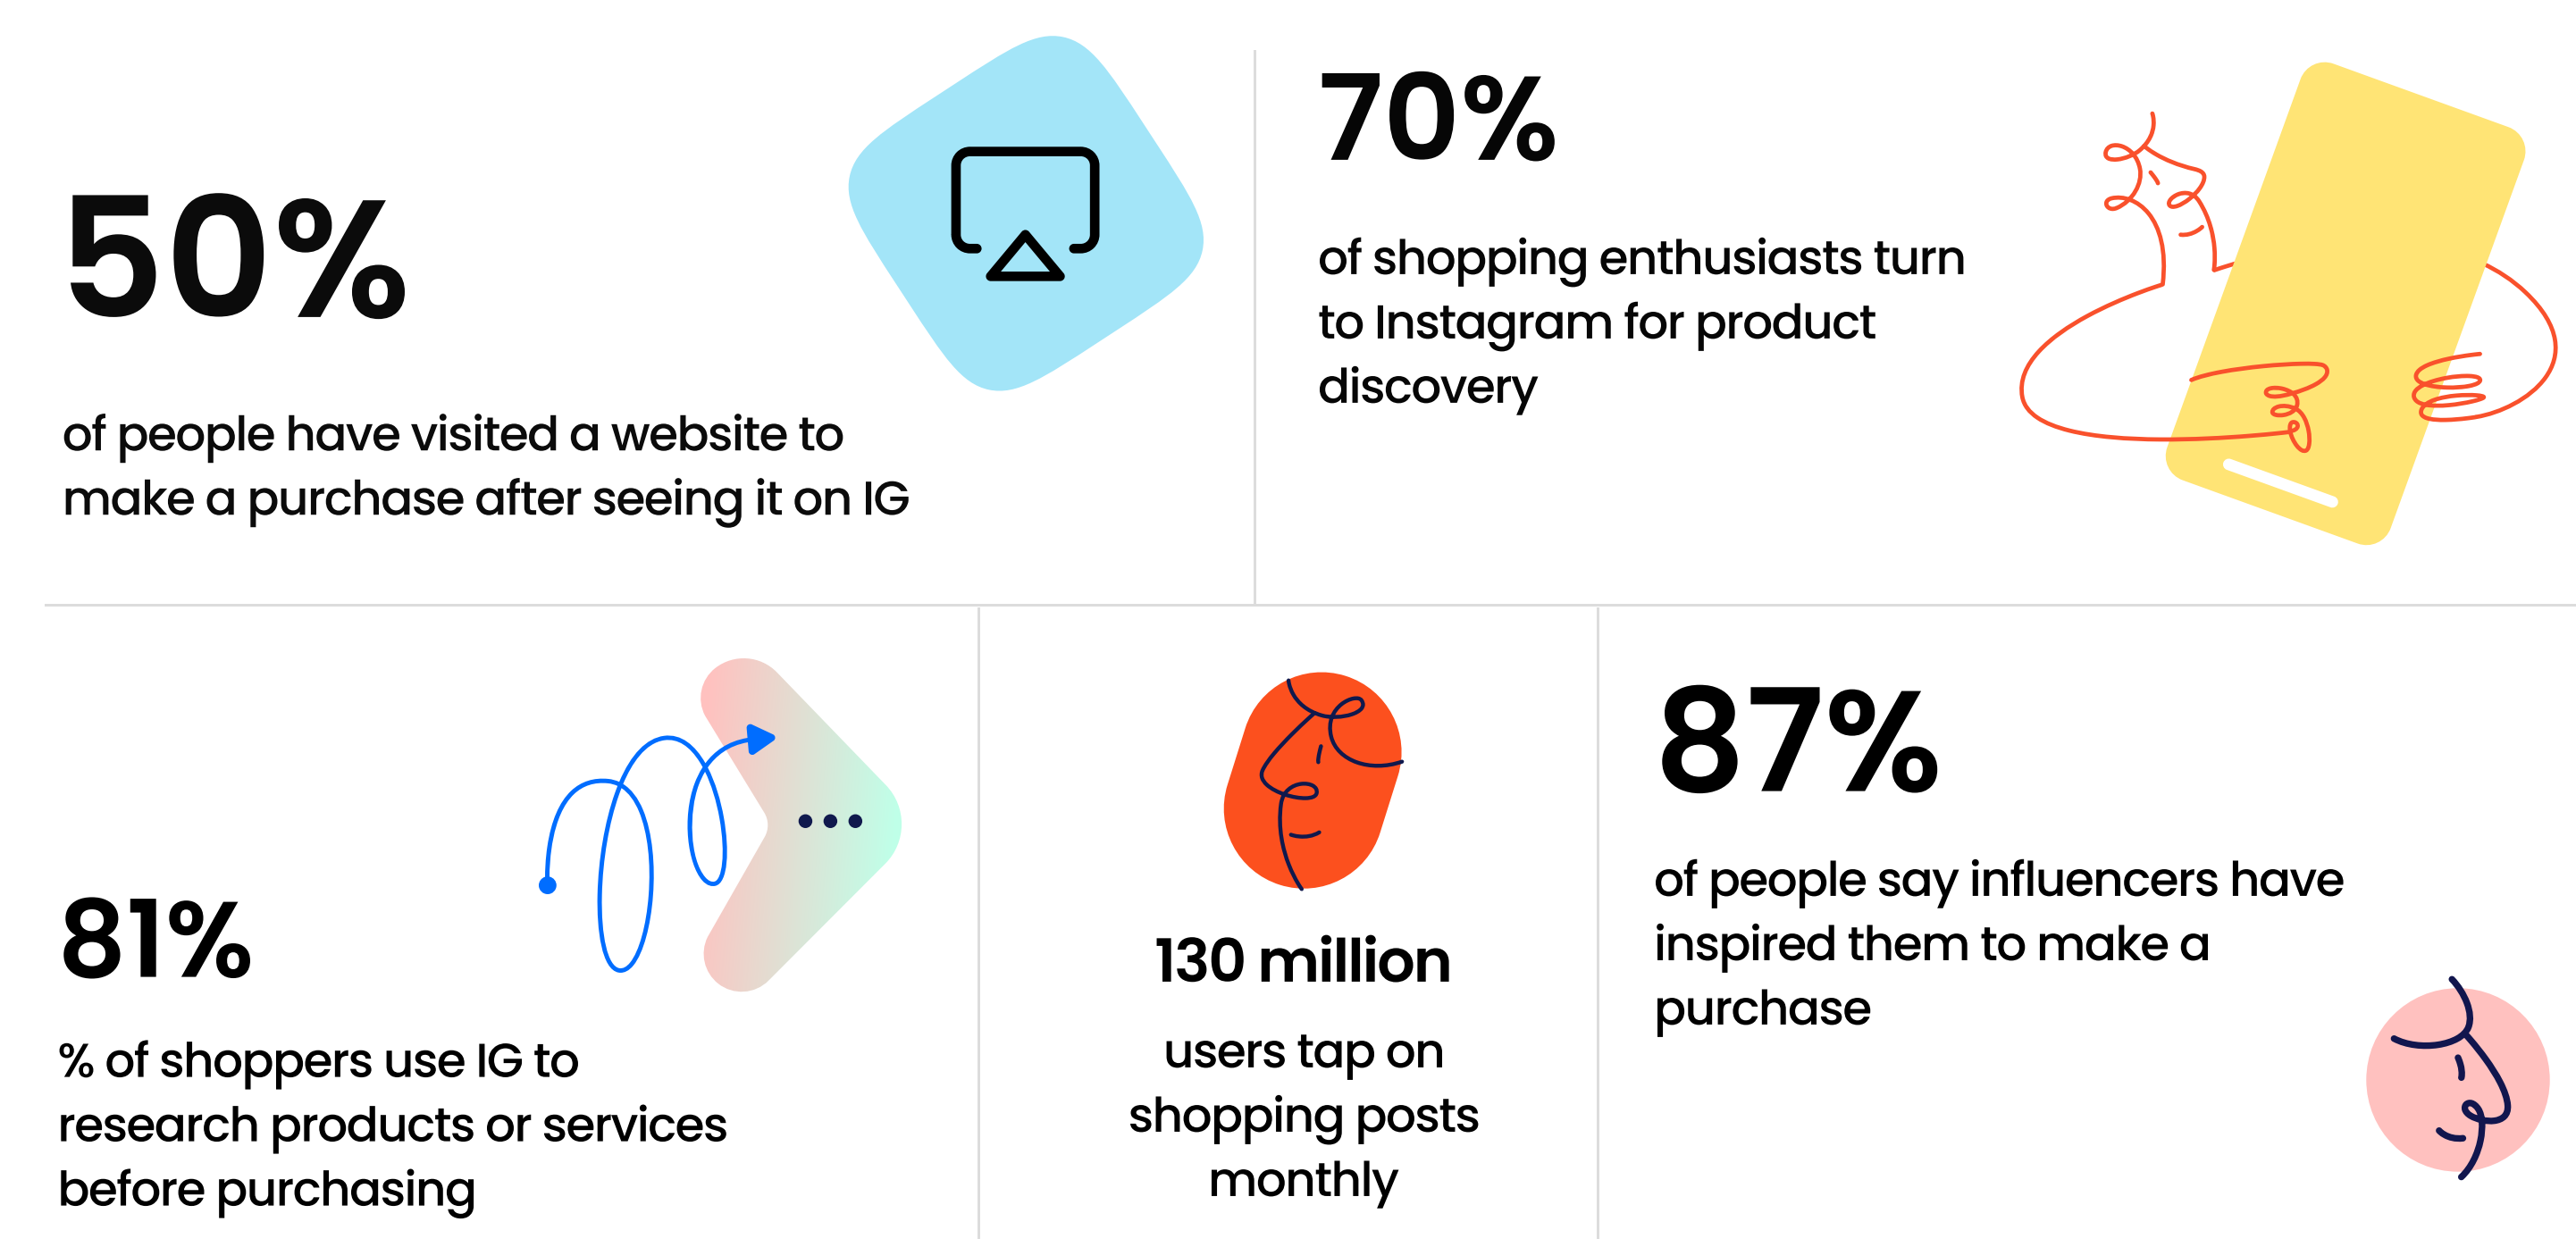 50%
of people have visited a website to
make a purchase after seeing it on IG
70%
of shopping enthusiasts turn
to Instagram for product
discovery
81%
% of shoppers use IG to
research products or services
before purchasing
130 million
users tap on
shopping posts
monthly
87%
of people say influencers have
inspired them to make a
purchase